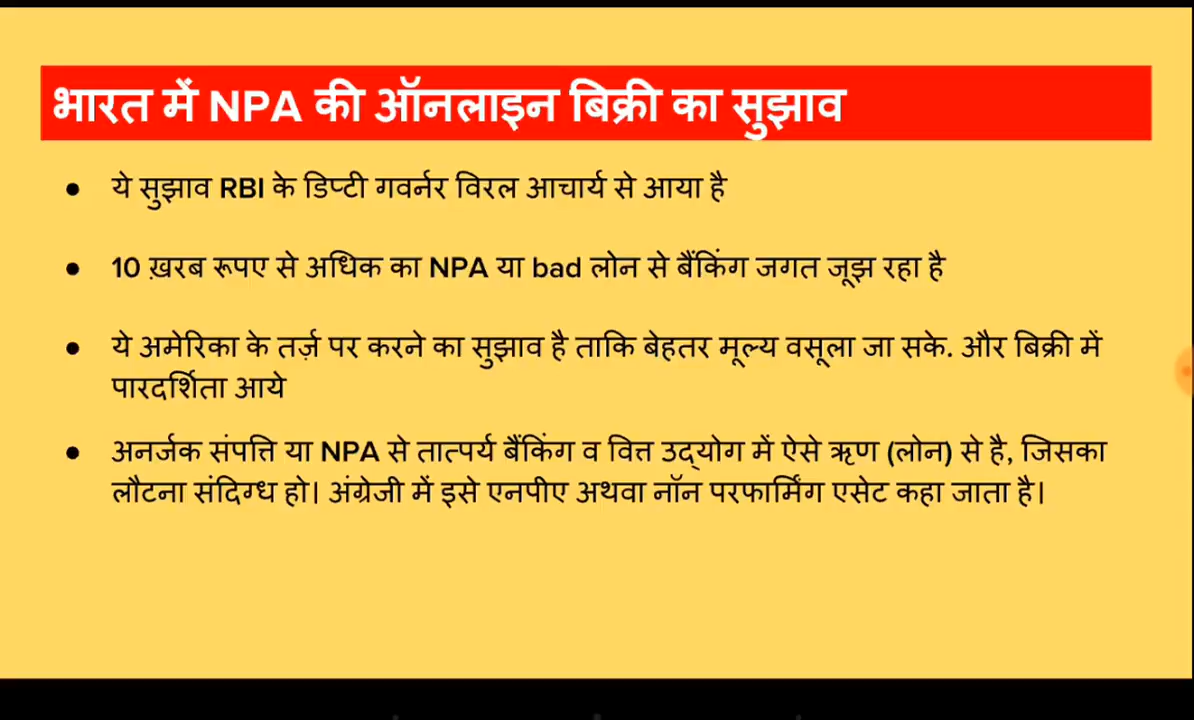 भारत में NPA की ऑनलाइन बिक्री का सुझाव
● ये सुझाव RBI के डिप्टी गवर्नर विरल आचार्य से आया है
● 10 ख़रब रूपए से अधिक का NPA या bad लोन से बैंकिंग जगत जूझ रहा है
● ये अमेरिका के तर्ज़ पर करने का सुझाव है ताकि बेहतर मूल्य वसूला जा सके. और बिक्री में
पारदर्शिता आये
● अनर्जक संपत्ति या NPA से तात्पर्य बैंकिंग व वित्त उद्योग में ऐसे ऋण (लोन) से है, जिसका
लौटना संदिग्ध हो। अंग्रेजी में इसे एनपीए अथवा नॉन परफार्मिंग एसेट कहा जाता है।